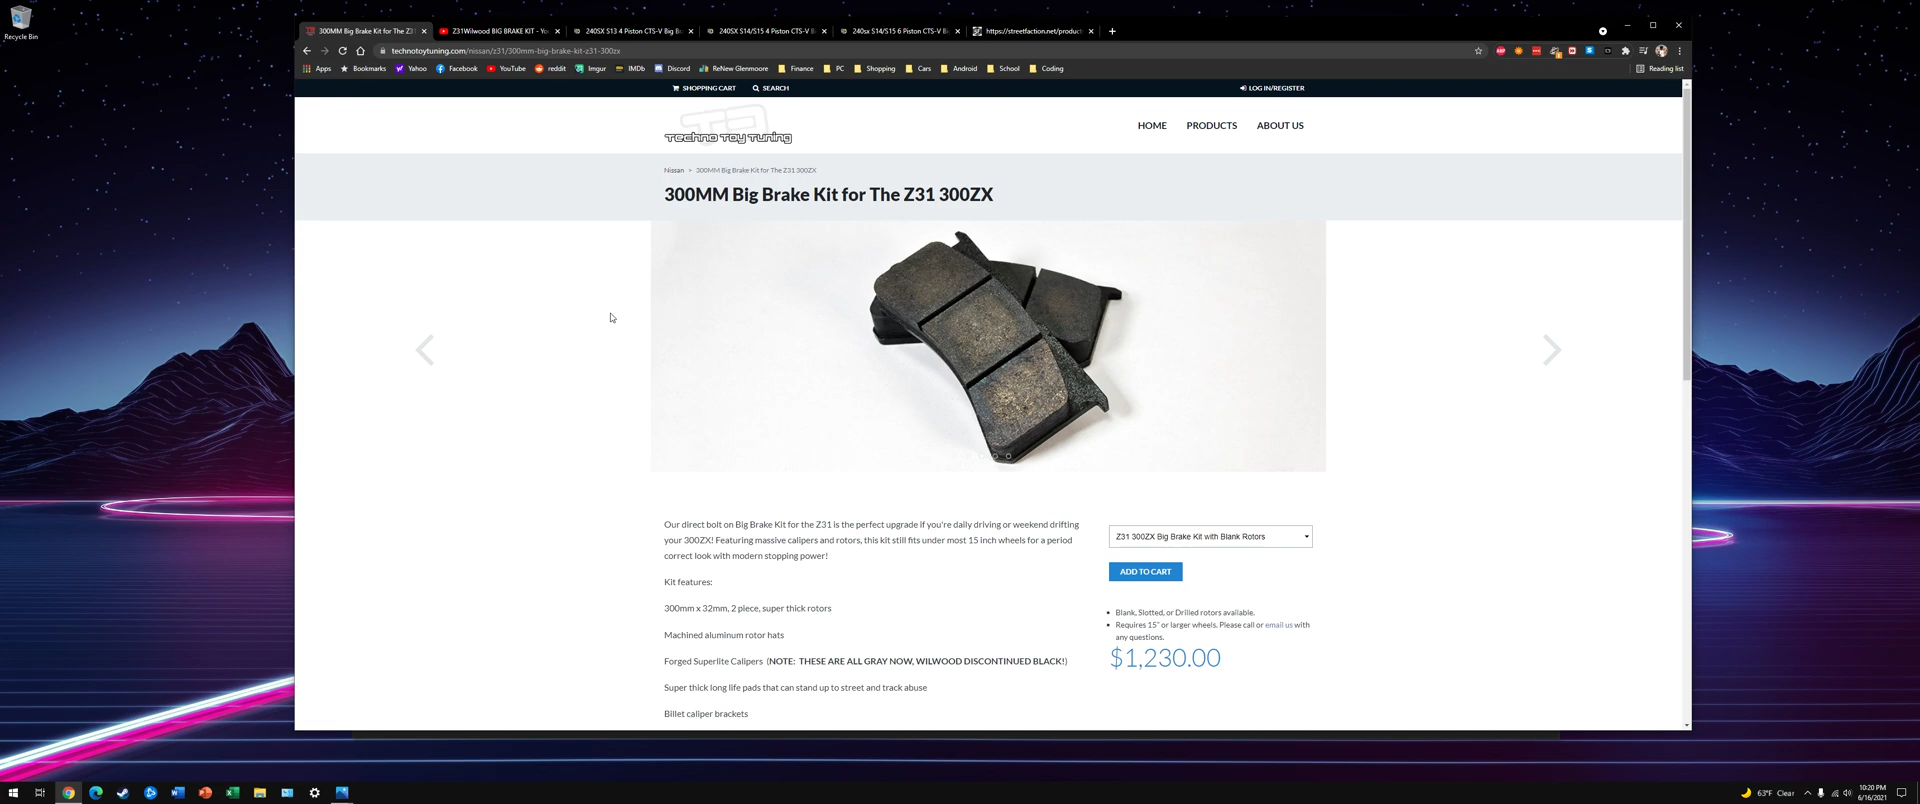 Recycle Bin
300MM Big Brake Kit for The Z31
Z31Wilwood BIG BRAKE KIT - Yo
240SX S13 4 Piston CTS-V Big B
240SX S14/S15 4 Piston CTS-V B
240sx S14/S15 6 Piston CTS-V B
https://streetfaction.net/product
technotoytuning.com/nissan/z31/300mm-big-brake-kit-z31-300zx
Apps
Bookmarks
Yahoo
Facebook
YouTube
reddit
Imgur
IMDb
Discord
ReNew Glenmoore
Finance
PC
Shopping
Cars
Android
School
Coding
Reading list
SHOPPING CART
SEARCH
LOG IN/REGISTER
Techno Toy Tuning
HOME
PRODUCTS
ABOUT US
Nissan > 300MM Big Brake Kit for The Z31 300ZX
300MM Big Brake Kit for The Z31 300ZX
Our direct bolt on Big Brake Kit for the Z31 is the perfect upgrade if you're daily driving or weekend drifting
your 300ZX! Featuring massive calipers and rotors, this kit still fits under most 15 inch wheels for a period
correct look with modern stopping power!
Kit features:
300mm x 32mm, 2 piece, super thick rotors
Machined aluminum rotor hats
Forged Superlite Calipers (NOTE: THESE ARE ALL GRAY NOW, WILWOOD DISCONTINUED BLACK!)
Super thick long life pads that can stand up to street and track abuse
Billet caliper brackets
Z31 300ZX Big Brake Kit with Blank Rotors
ADD TO CART
Blank, Slotted, or Drilled rotors available.
Requires 15" or larger wheels. Please call or email us with
any questions.
$1,230.00
63°F Clear
10:20 PM
6/16/2021